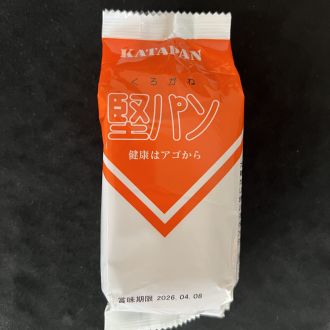 KATAPAN
くろがね
堅パン
健康はアゴから
賞味期限 2026.04.08